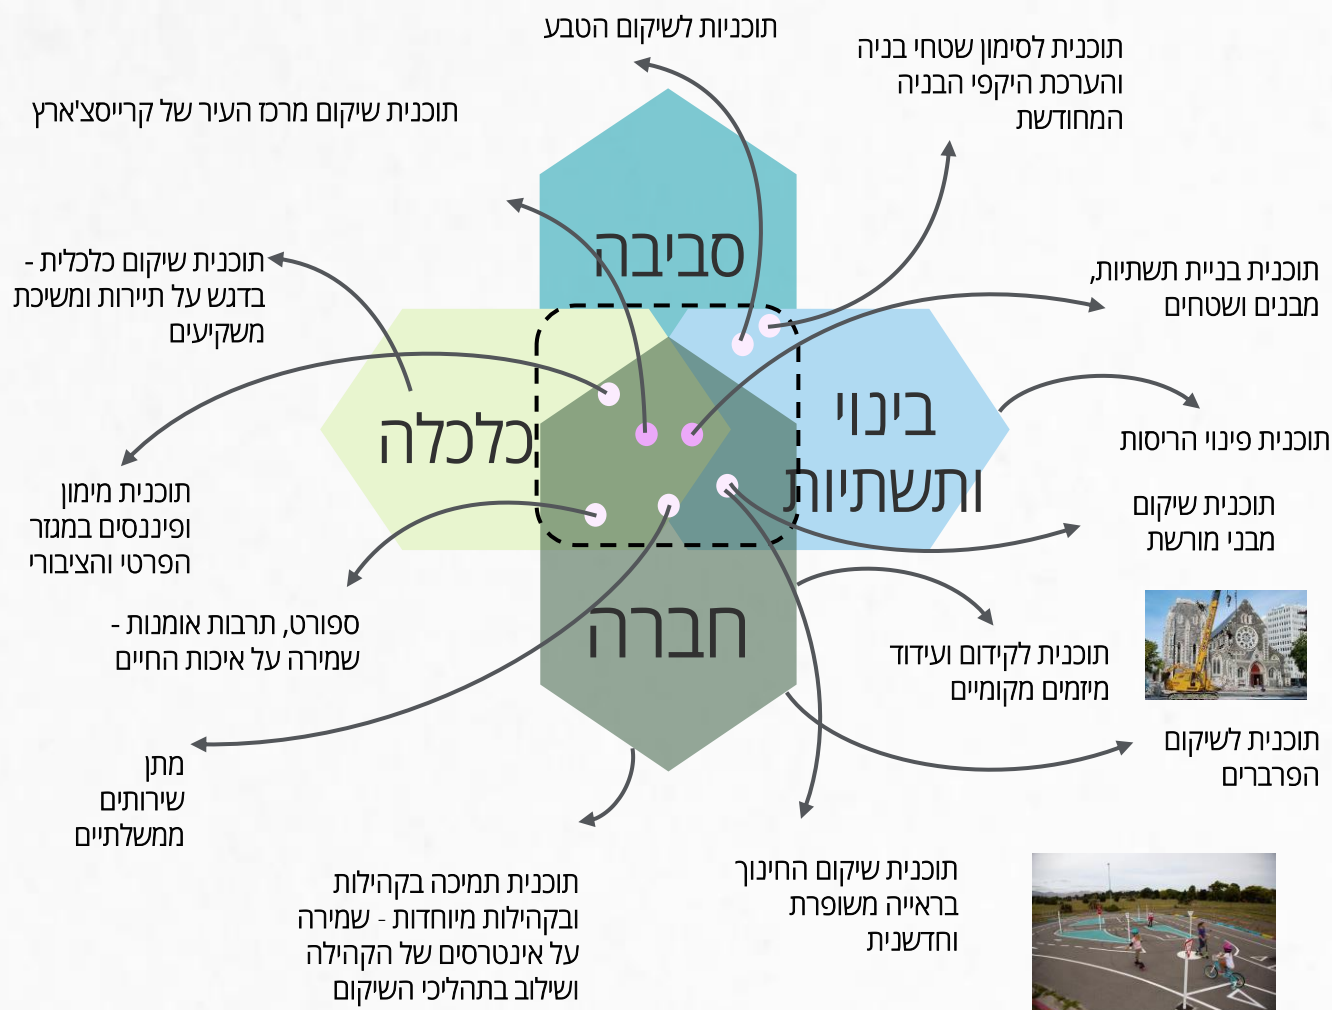 תוכניות לשיקום הטבע
תוכנית לסימון שטחי בניה
והערכת היקפי הבניה
המחודשת
תוכנית שיקום מרכז העיר של קרייסצ'ארץ
סביבה
תוכנית בניית תשתיות,
מבנים ושטחים
תוכנית שיקום כלכלית -
בדגש על תיירות ומשיכת
משקיעים
בינוי
ותשתיות
כלכלה
תוכנית פינוי הריסות
תוכנית מימון
ופיננסים במגזר
הפרטי והציבורי
תוכנית שיקום
מבני מורשת
ספורט, תרבות אומנות -
שמירה על איכות החיים
חברה
תוכנית לקידום ועידוד
מיזמים מקומיים
תוכנית לשיקום
הפרברים
מתן
שירותים
ממשלתיים
תוכנית שיקום החינוך
בראייה משופרת
וחדשנית
תוכנית תמיכה בקהילות
ובקהילות מיוחדות - שמירה
על אינטרסים של הקהילה
ושילוב בתהליכי השיקום